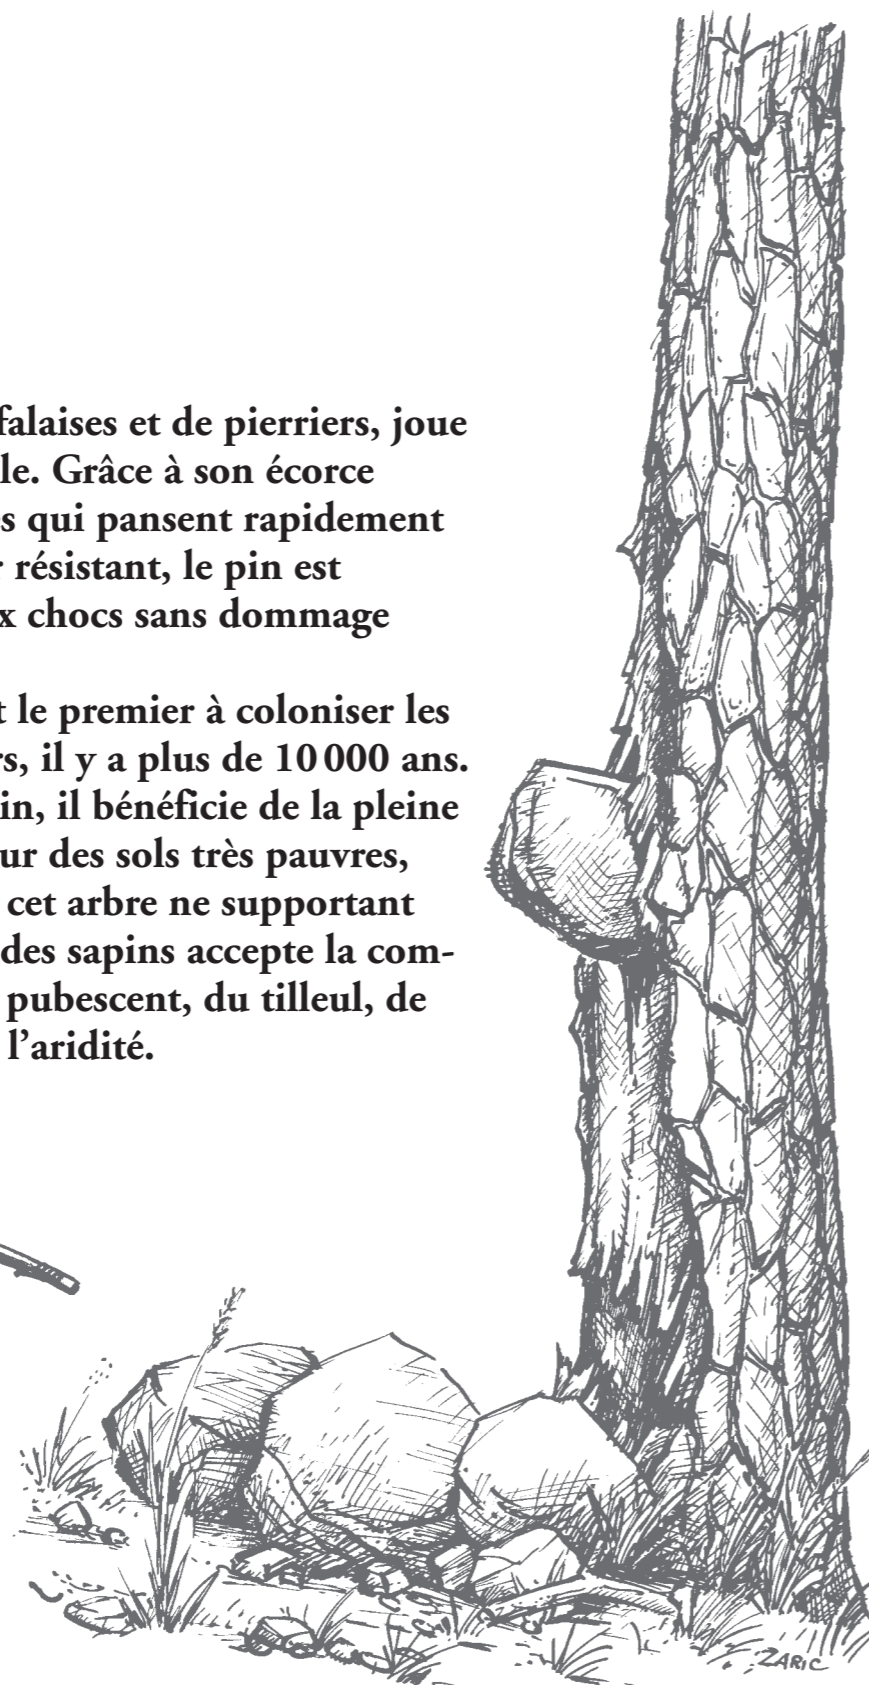 falaises et de pierriers, joue
le. Grâce à son écorce
s qui pansent rapidement
résistant, le pin est
x chocs sans dommage
t le premier à coloniser les
s, il y a plus de 10 000 ans.
in, il bénéficie de la pleine
ur des sols très pauvres,
cet arbre ne supportant
des sapins accepte la com-
pubescent, du tilleul, de
l’aridité.
ZARIC